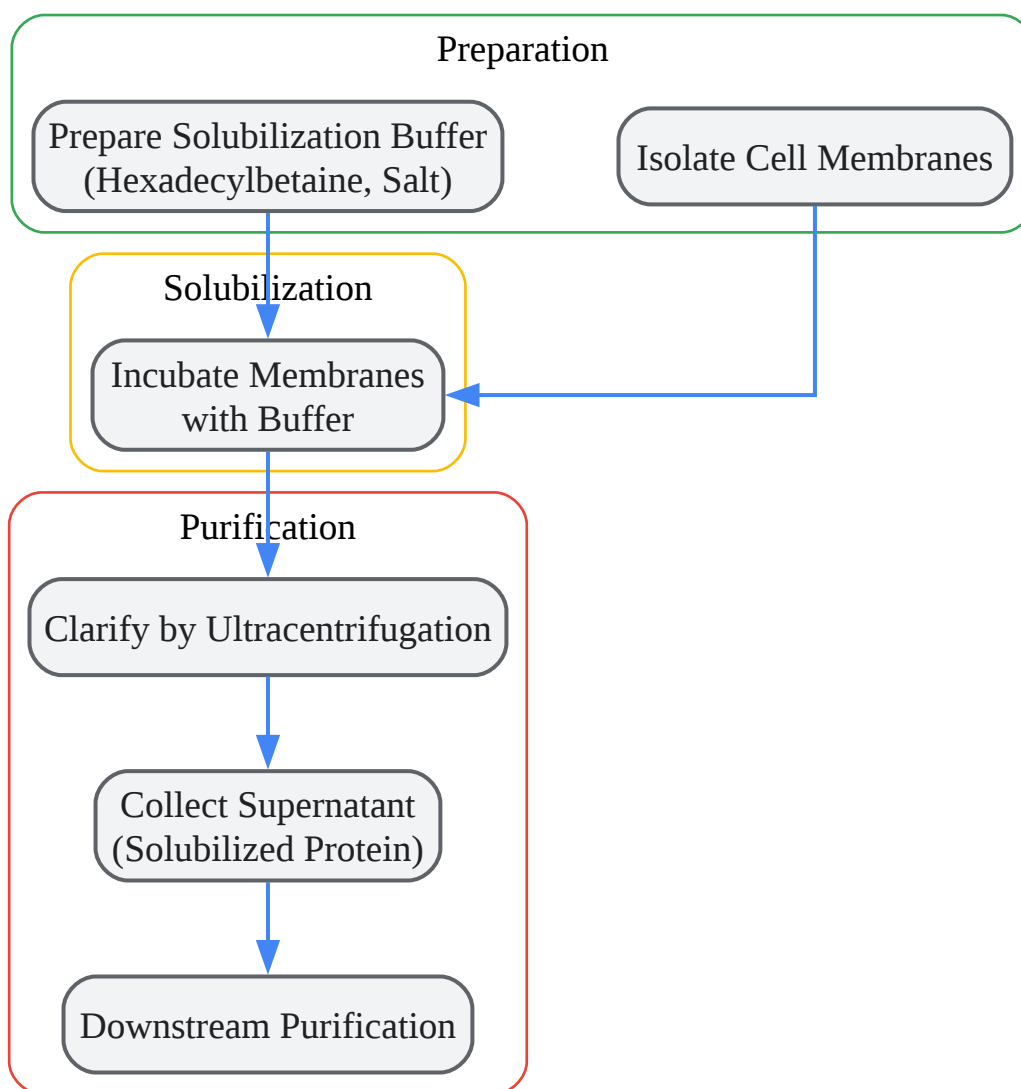 Preparation
Prepare Solubilization Buffer
(Hexadecylbetaine, Salt)
Isolate Cell Membranes
Solubilization
Incubate Membranes
with Buffer
Purification
Clarify by Ultracentrifugation
Collect Supernatant
(Solubilized Protein)
Downstream Purification